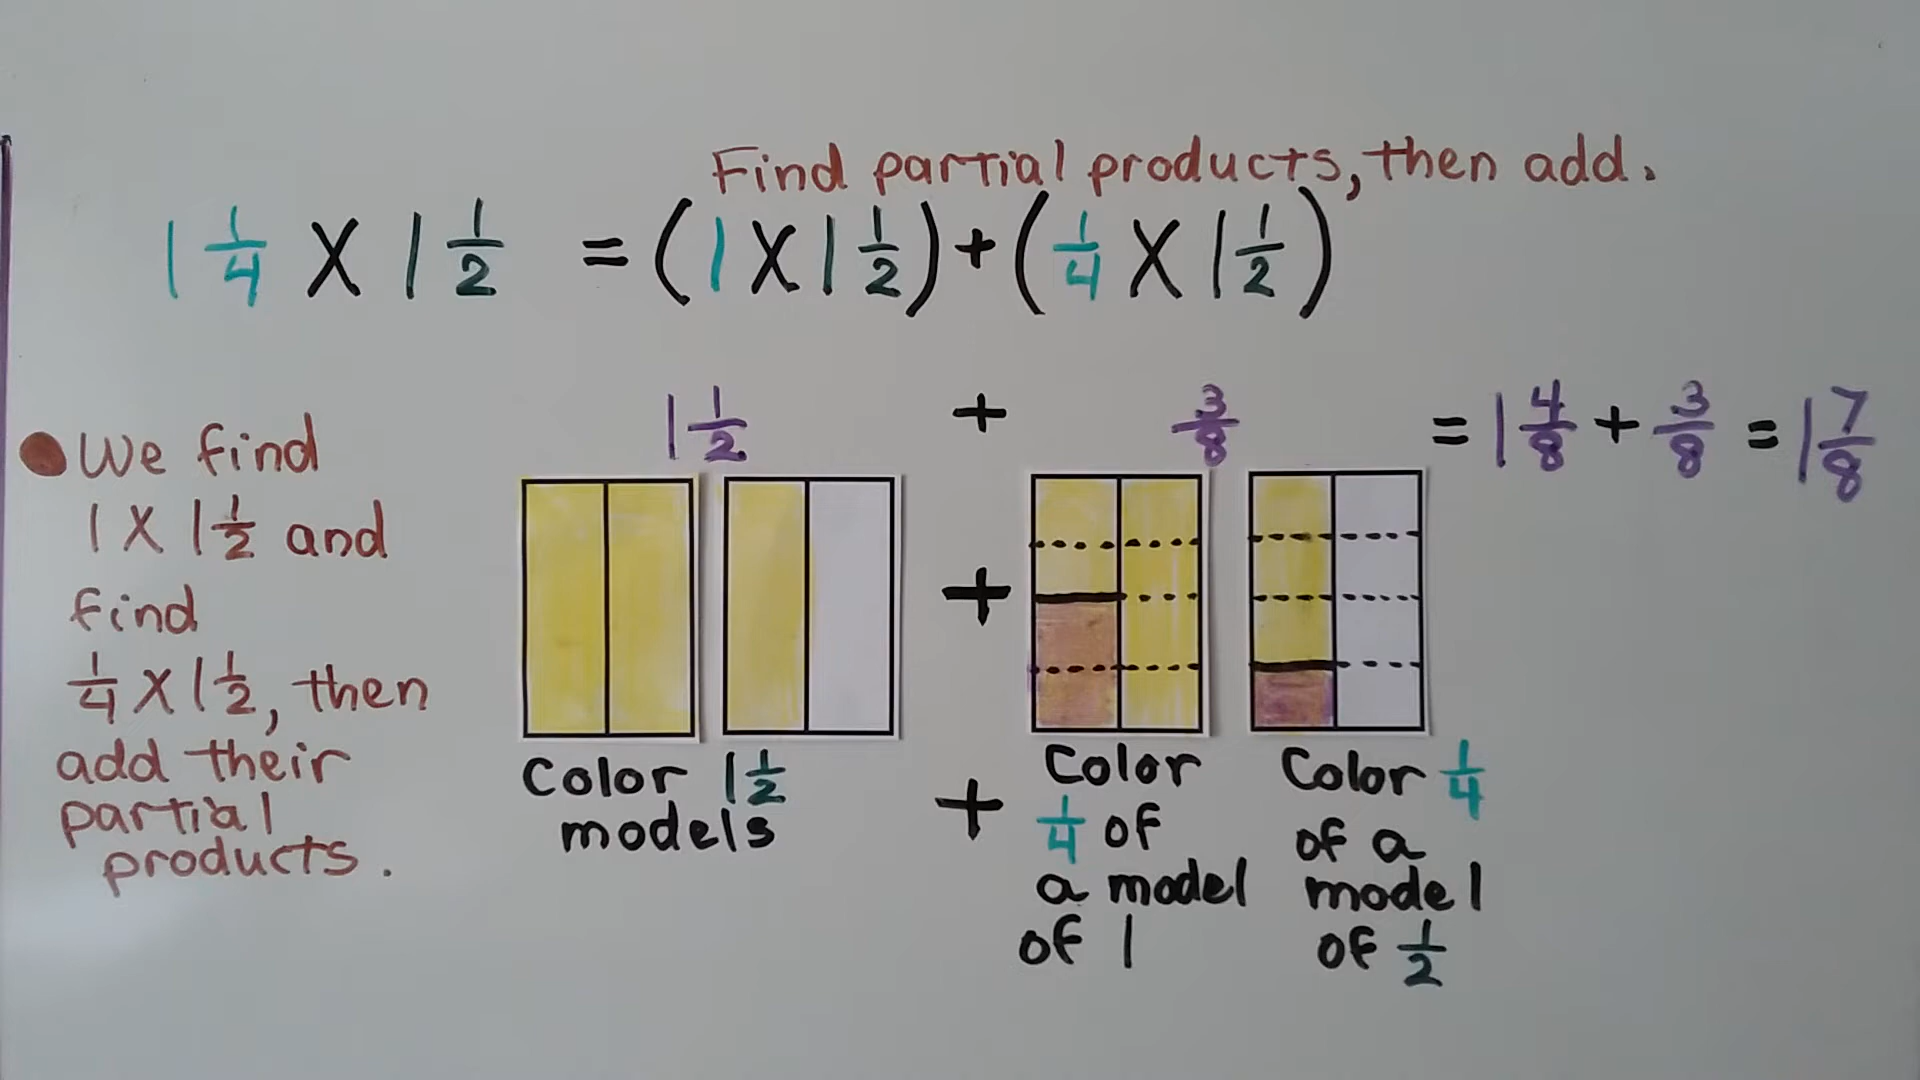 Find partial products, then add.
1 1/4 X 1 1/2 = (1 X 1 1/2) + (1/4 X 1 1/2)
1 1/2 + 3/8 = 1 4/8 + 3/8 = 1 7/8
● We find
1 X 1 1/2 and
find
1/4 X 1 1/2, then
add their
partial
products.
+
Color 1 1/2
models
+
Color
1/4 of
a model
of 1
Color 1/4
of a
model
of 1/2